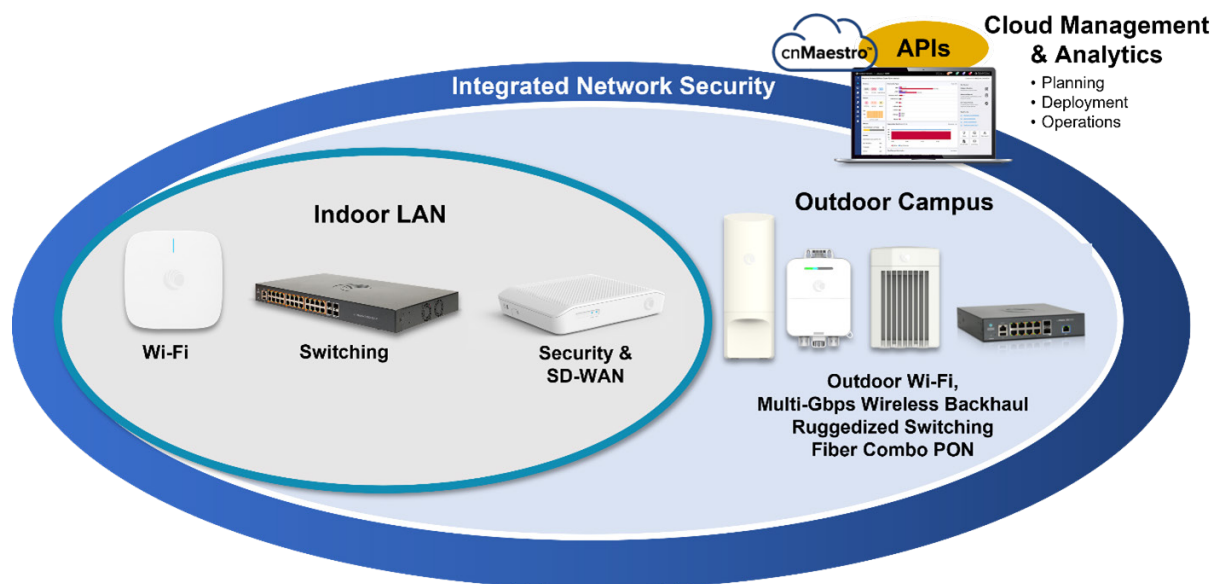 cnMaestro™
APIs
Cloud Management
& Analytics
• Planning
• Deployment
• Operations
Integrated Network Security
Indoor LAN
Wi-Fi
Switching
Security &
SD-WAN
Outdoor Campus
Outdoor Wi-Fi,
Multi-Gbps Wireless Backhaul
Ruggedized Switching
Fiber Combo PON